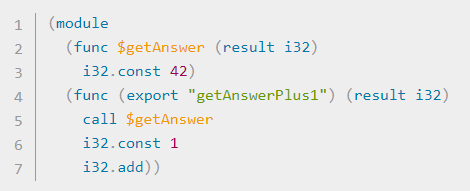 1 (module
2   (func $getAnswer (result i32)
3     i32.const 42)
4   (func (export "getAnswerPlus1") (result i32)
5     call $getAnswer
6     i32.const 1
7     i32.add))